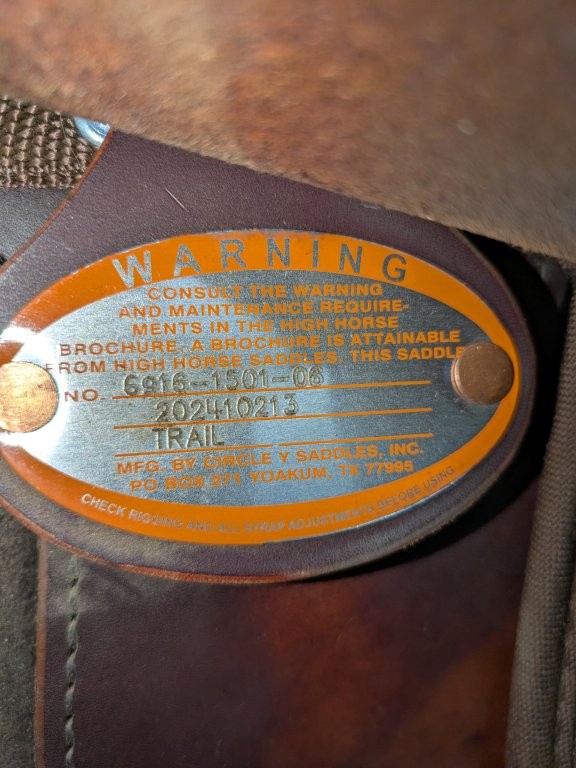 WARNING
CONSULT THE WARNING
AND MAINTENANCE REQUIRE-
MENTS IN THE HIGH HORSE
BROCHURE. A BROCHURE IS ATTAINABLE
FROM HIGH HORSE SADDLES. THIS SADDLE
NO. 6916-1501-06
202410213
TRAIL
MFG. BY CIRCLE Y SADDLES, INC.
PO BOX 271 YOAKUM, TX 77995
CHECK RIGGING AND ALL STRAP ADJUSTMENTS BEFORE USING